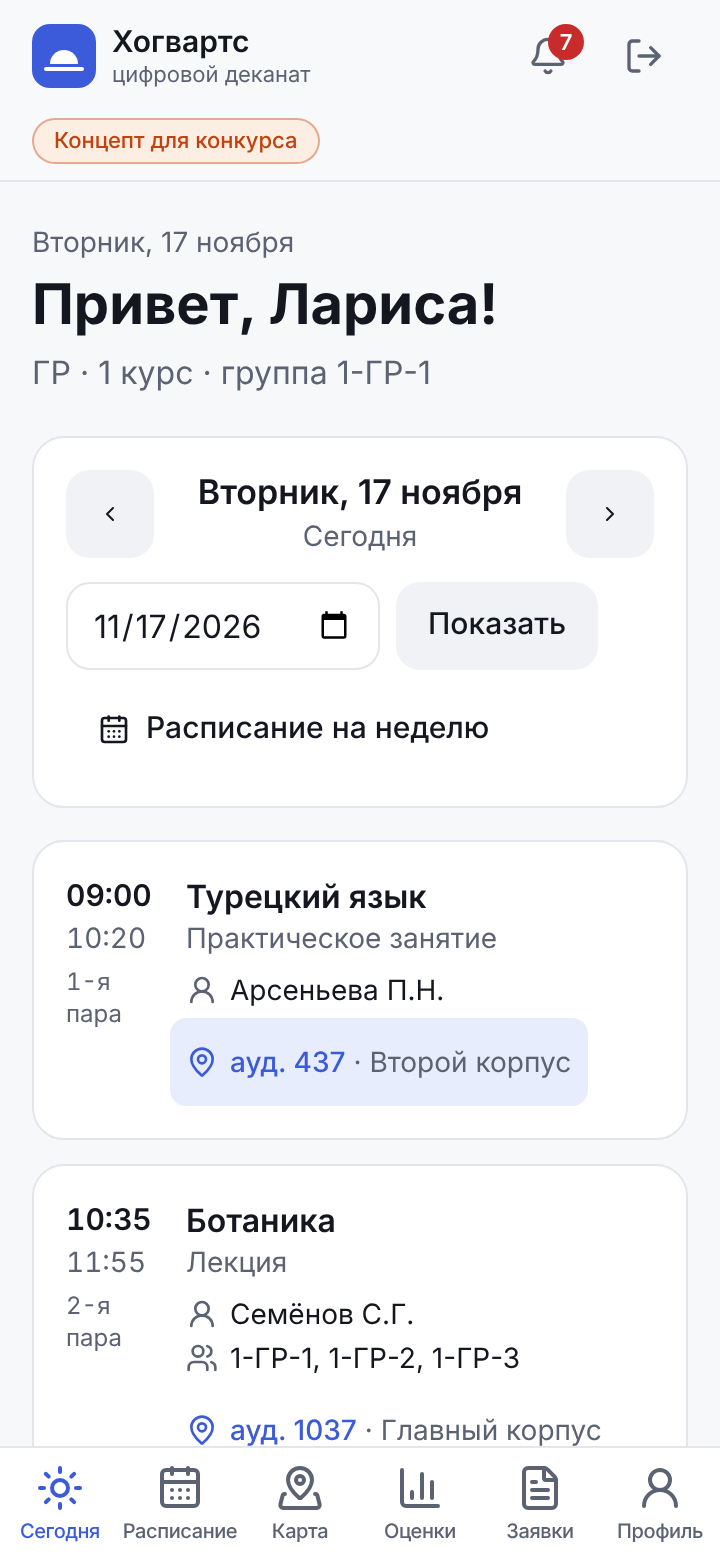 Хогвартс
цифровой деканат
7
Концепт для конкурса
Вторник, 17 ноября
Привет, Лариса!
ГР · 1 курс · группа 1-ГР-1
Вторник, 17 ноября
Сегодня
11/17/2026
Показать
Расписание на неделю
09:00 Турецкий язык
10:20 Практическое занятие
1-я
пара
Арсеньева П.Н.
ауд. 437 · Второй корпус
10:35 Ботаника
11:55 Лекция
2-я
пара
Семёнов С.Г.
1-ГР-1, 1-ГР-2, 1-ГР-3
ауд. 1037 · Главный корпус
Сегодня Расписание Карта Оценки Заявки Профиль